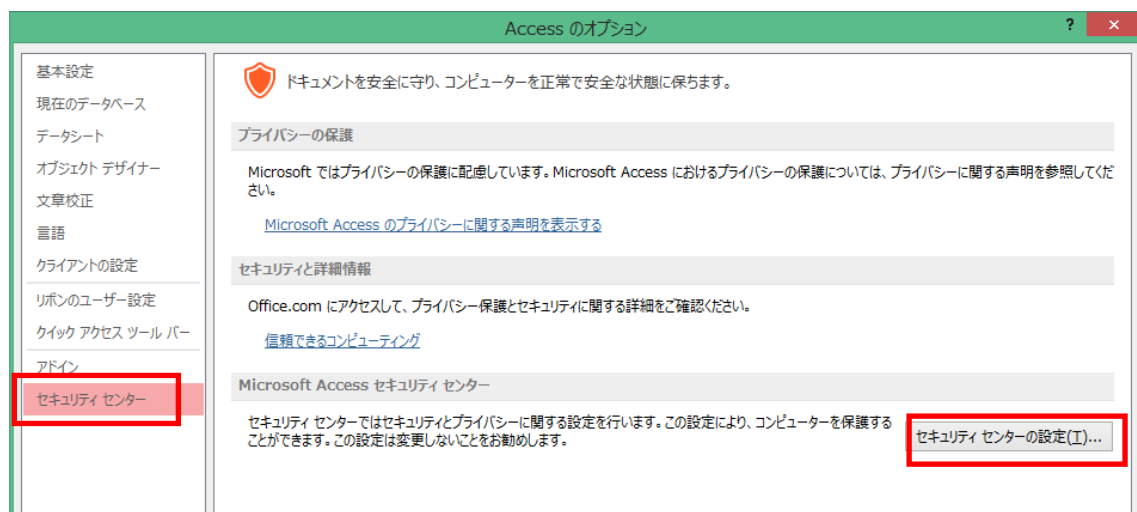 Access のオプション
? ×
基本設定
現在のデータベース
データシート
オブジェクト デザイナー
文章校正
言語
クライアントの設定
リボンのユーザー設定
クイック アクセス ツール バー
アドイン
セキュリティ センター
ドキュメントを安全に守り、コンピューターを正常で安全な状態に保ちます。
プライバシーの保護
Microsoft ではプライバシーの保護に配慮しています。Microsoft Access におけるプライバシーの保護については、プライバシーに関する声明を参照してくだ
さい。
Microsoft Access のプライバシーに関する声明を表示する
セキュリティと詳細情報
Office.com にアクセスして、プライバシー保護とセキュリティに関する詳細をご確認ください。
信頼できるコンピューティング
Microsoft Access セキュリティ センター
セキュリティ センターではセキュリティとプライバシーに関する設定を行います。この設定により、コンピューターを保護する
ことができます。この設定は変更しないことをお勧めします。
セキュリティ センターの設定(T)...